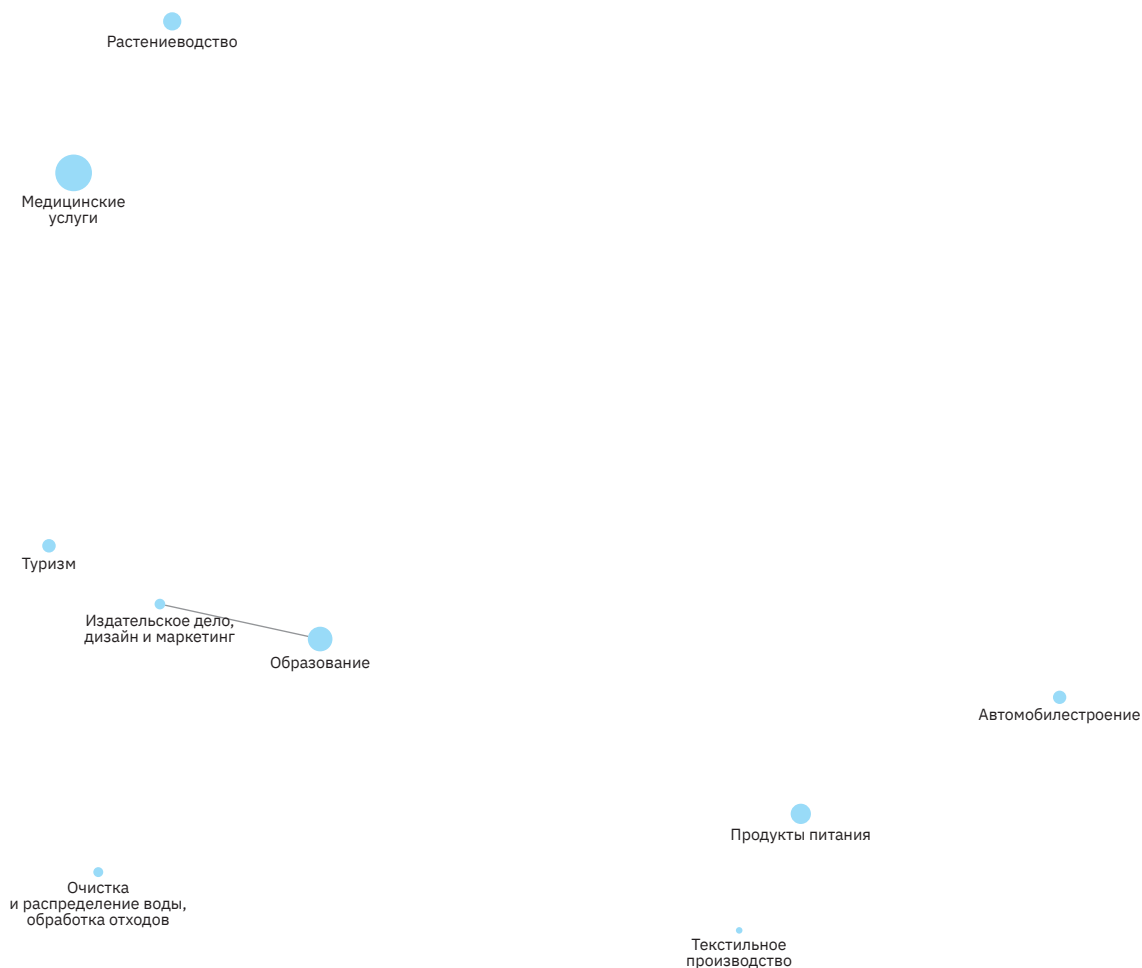 Растениеводство
Медицинские
услуги
Туризм
Издательское дело,
дизайн и маркетинг
Образование
Автомобилестроение
Продукты питания
Очистка
и распределение воды,
обработка отходов
Текстильное
производство